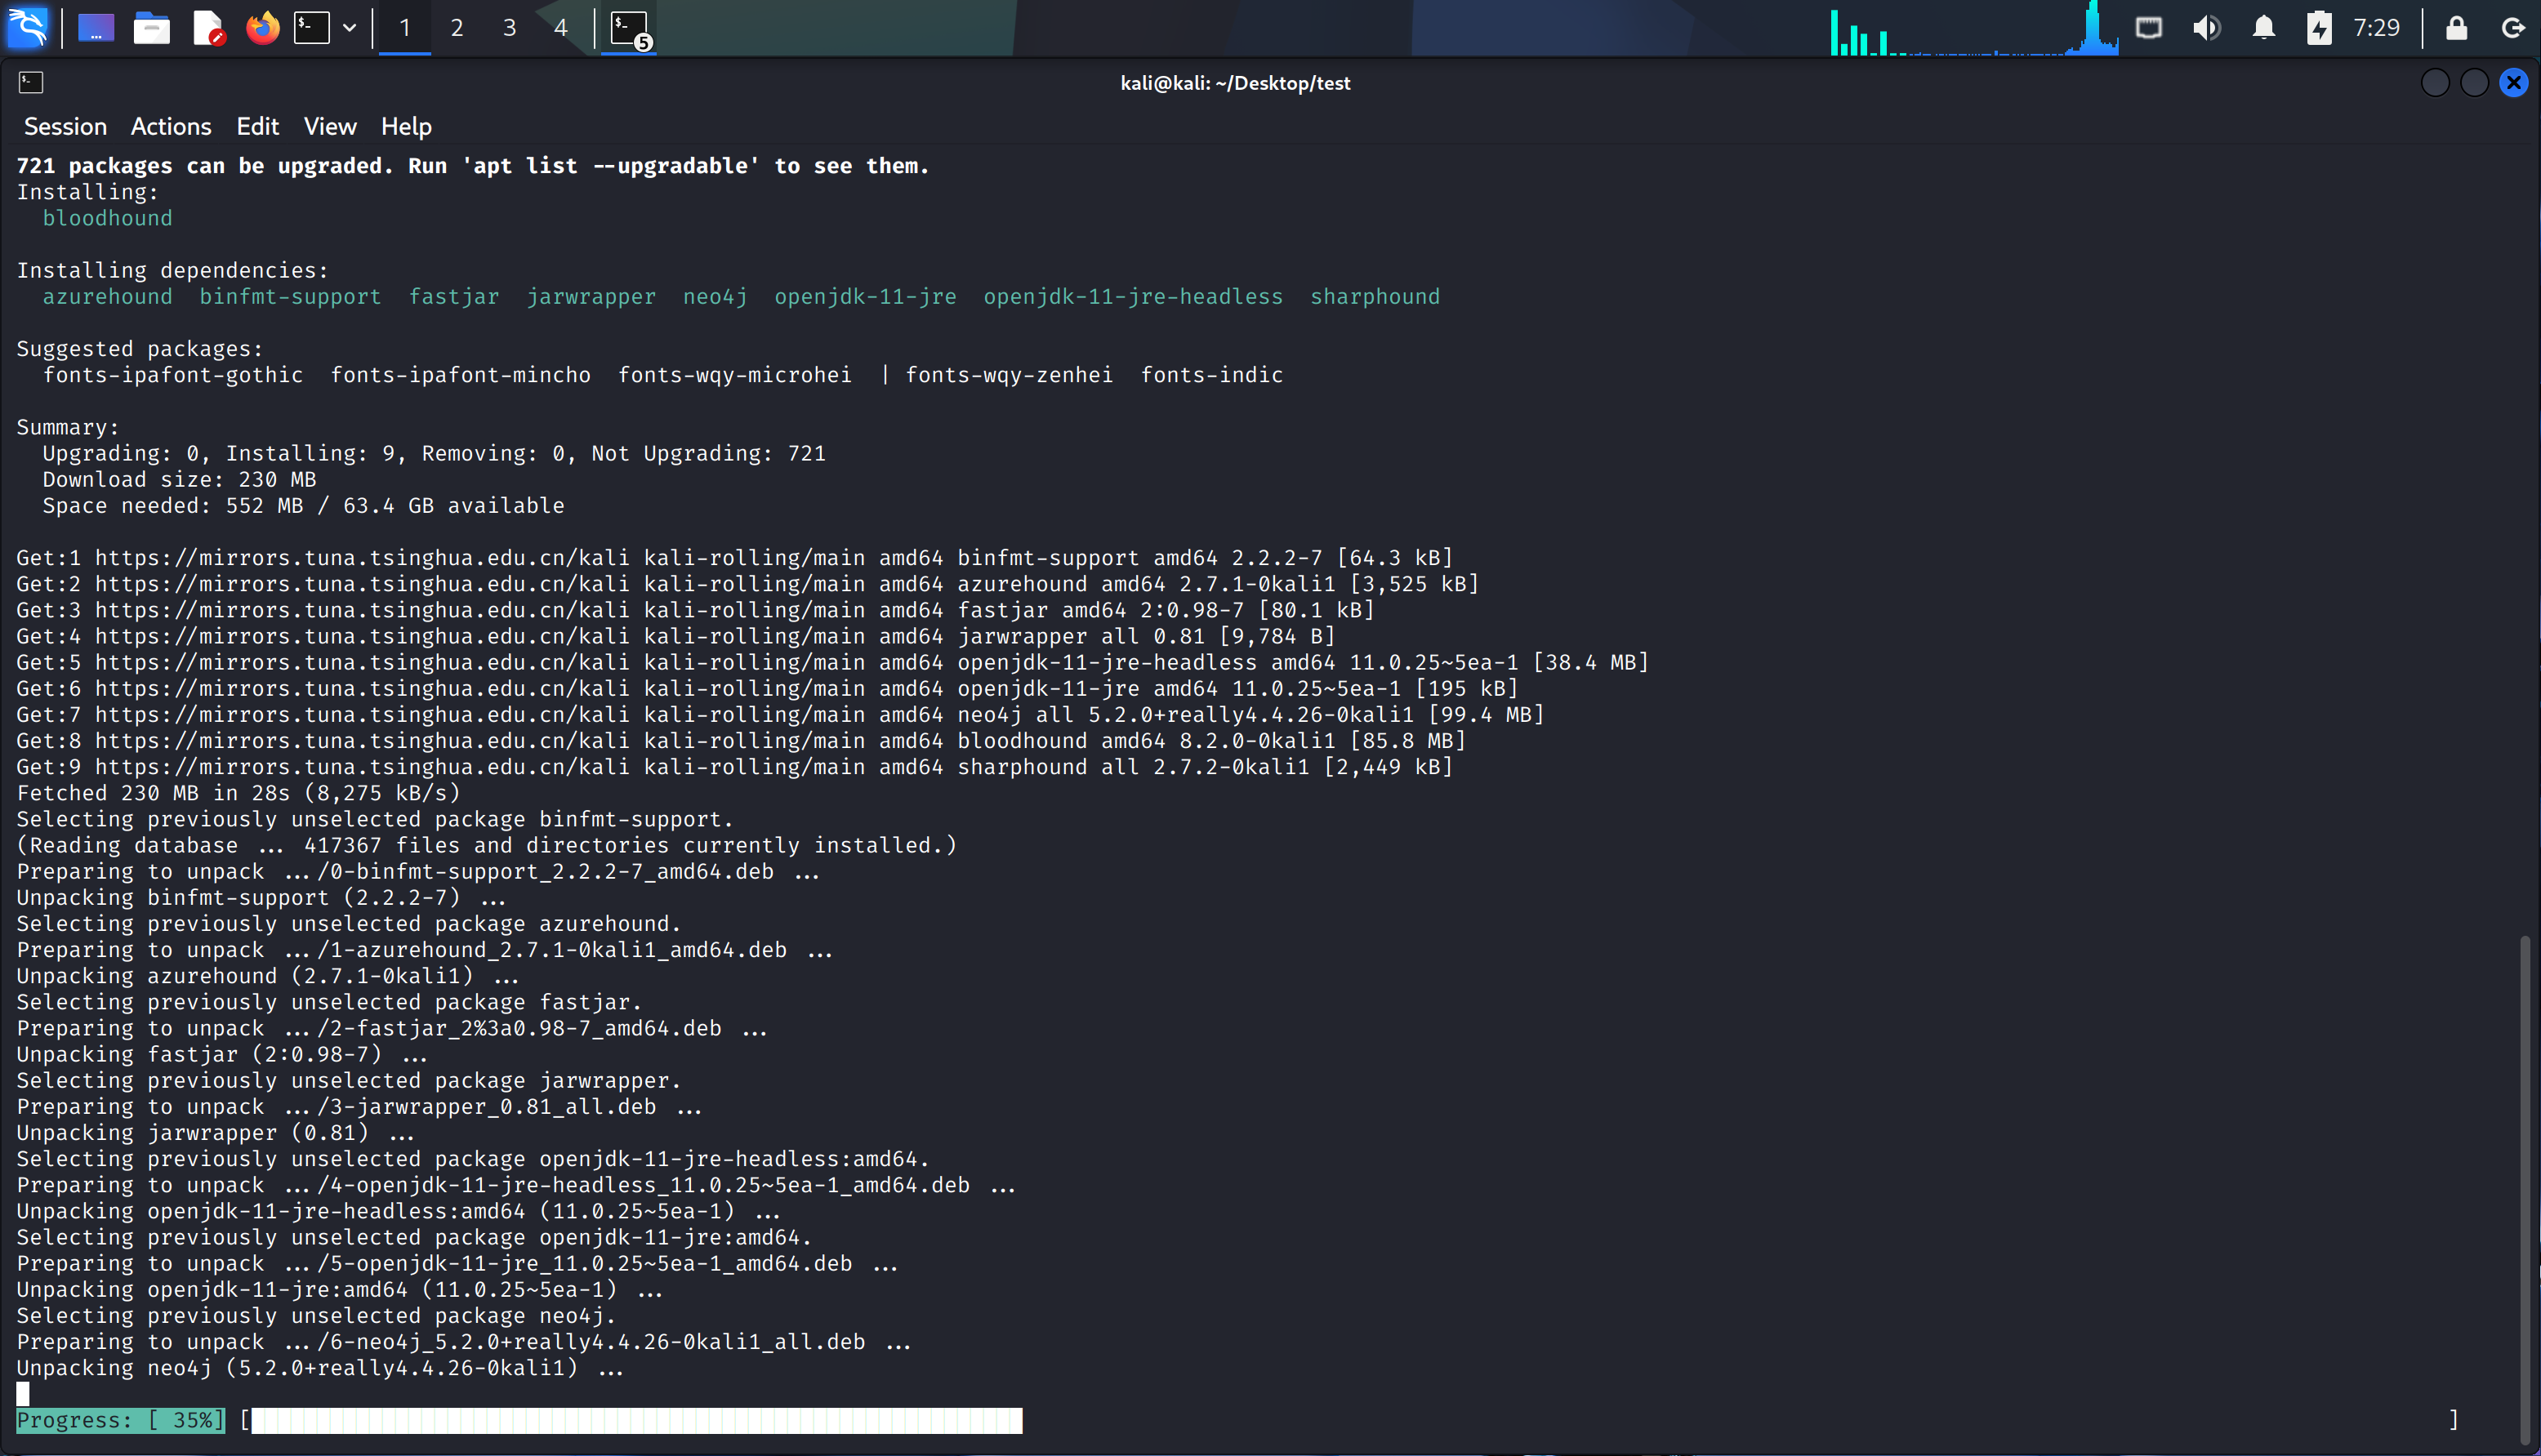 1 2 3 4 5 7:29
kali@kali: ~/Desktop/test
Session Actions Edit View Help
721 packages can be upgraded. Run 'apt list --upgradable' to see them.
Installing:
bloodhound
Installing dependencies:
azurehound binfmt-support fastjar jarwrapper neo4j openjdk-11-jre openjdk-11-jre-headless sharphound
Suggested packages:
fonts-ipafont-gothic fonts-ipafont-mincho fonts-wqy-microhei | fonts-wqy-zenhei fonts-indic
Summary:
Upgrading: 0, Installing: 9, Removing: 0, Not Upgrading: 721
Download size: 230 MB
Space needed: 552 MB / 63.4 GB available
Get:1 https://mirrors.tuna.tsinghua.edu.cn/kali kali-rolling/main amd64 binfmt-support amd64 2.2.2-7 [64.3 kB]
Get:2 https://mirrors.tuna.tsinghua.edu.cn/kali kali-rolling/main amd64 azurehound amd64 2.7.1-0kali1 [3,525 kB]
Get:3 https://mirrors.tuna.tsinghua.edu.cn/kali kali-rolling/main amd64 fastjar amd64 2:0.98-7 [80.1 kB]
Get:4 https://mirrors.tuna.tsinghua.edu.cn/kali kali-rolling/main amd64 jarwrapper all 0.81 [9,784 B]
Get:5 https://mirrors.tuna.tsinghua.edu.cn/kali kali-rolling/main amd64 openjdk-11-jre-headless amd64 11.0.25~5ea-1 [38.4 MB]
Get:6 https://mirrors.tuna.tsinghua.edu.cn/kali kali-rolling/main amd64 openjdk-11-jre amd64 11.0.25~5ea-1 [195 kB]
Get:7 https://mirrors.tuna.tsinghua.edu.cn/kali kali-rolling/main amd64 neo4j all 5.2.0+really4.4.26-0kali1 [99.4 MB]
Get:8 https://mirrors.tuna.tsinghua.edu.cn/kali kali-rolling/main amd64 bloodhound amd64 8.2.0-0kali1 [85.8 MB]
Get:9 https://mirrors.tuna.tsinghua.edu.cn/kali kali-rolling/main amd64 sharphound all 2.7.2-0kali1 [2,449 kB]
Fetched 230 MB in 28s (8,275 kB/s)
Selecting previously unselected package binfmt-support.
(Reading database ... 417367 files and directories currently installed.)
Preparing to unpack .../0-binfmt-support_2.2.2-7_amd64.deb ...
Unpacking binfmt-support (2.2.2-7) ...
Selecting previously unselected package azurehound.
Preparing to unpack .../1-azurehound_2.7.1-0kali1_amd64.deb ...
Unpacking azurehound (2.7.1-0kali1) ...
Selecting previously unselected package fastjar.
Preparing to unpack .../2-fastjar_2%3a0.98-7_amd64.deb ...
Unpacking fastjar (2:0.98-7) ...
Selecting previously unselected package jarwrapper.
Preparing to unpack .../3-jarwrapper_0.81_all.deb ...
Unpacking jarwrapper (0.81) ...
Selecting previously unselected package openjdk-11-jre-headless:amd64.
Preparing to unpack .../4-openjdk-11-jre-headless_11.0.25~5ea-1_amd64.deb ...
Unpacking openjdk-11-jre-headless:amd64 (11.0.25~5ea-1) ...
Selecting previously unselected package openjdk-11-jre:amd64.
Preparing to unpack .../5-openjdk-11-jre_11.0.25~5ea-1_amd64.deb ...
Unpacking openjdk-11-jre:amd64 (11.0.25~5ea-1) ...
Selecting previously unselected package neo4j.
Preparing to unpack .../6-neo4j_5.2.0+really4.4.26-0kali1_all.deb ...
Unpacking neo4j (5.2.0+really4.4.26-0kali1) ...
Progress: [ 35%] [ ]